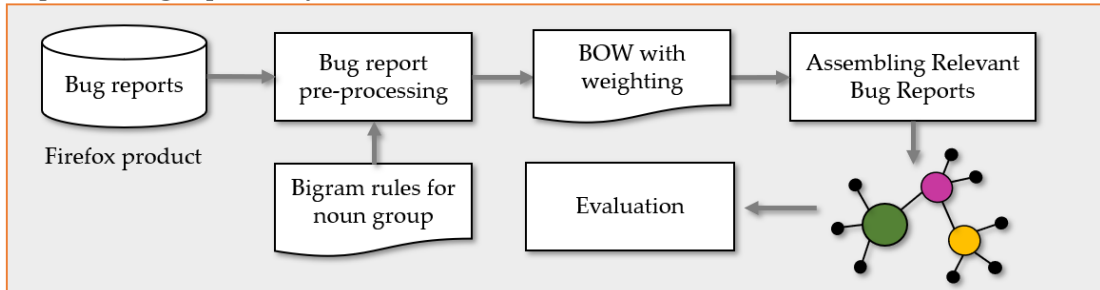 Bug reports
Firefox product
Bug report
pre-processing
BOW with
weighting
Assembling Relevant
Bug Reports
Bigram rules for
noun group
Evaluation